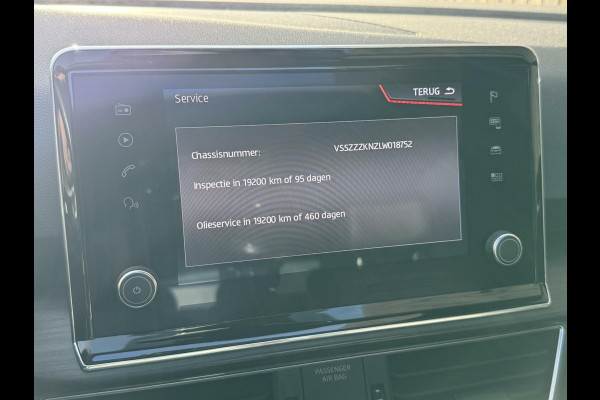 Service
TERUG
Chassisnummer: VSSZZZKNZLW018752
Inspectie in 19200 km of 95 dagen
Olieservice in 19200 km of 460 dagen
PASSENGER
AIR BAG